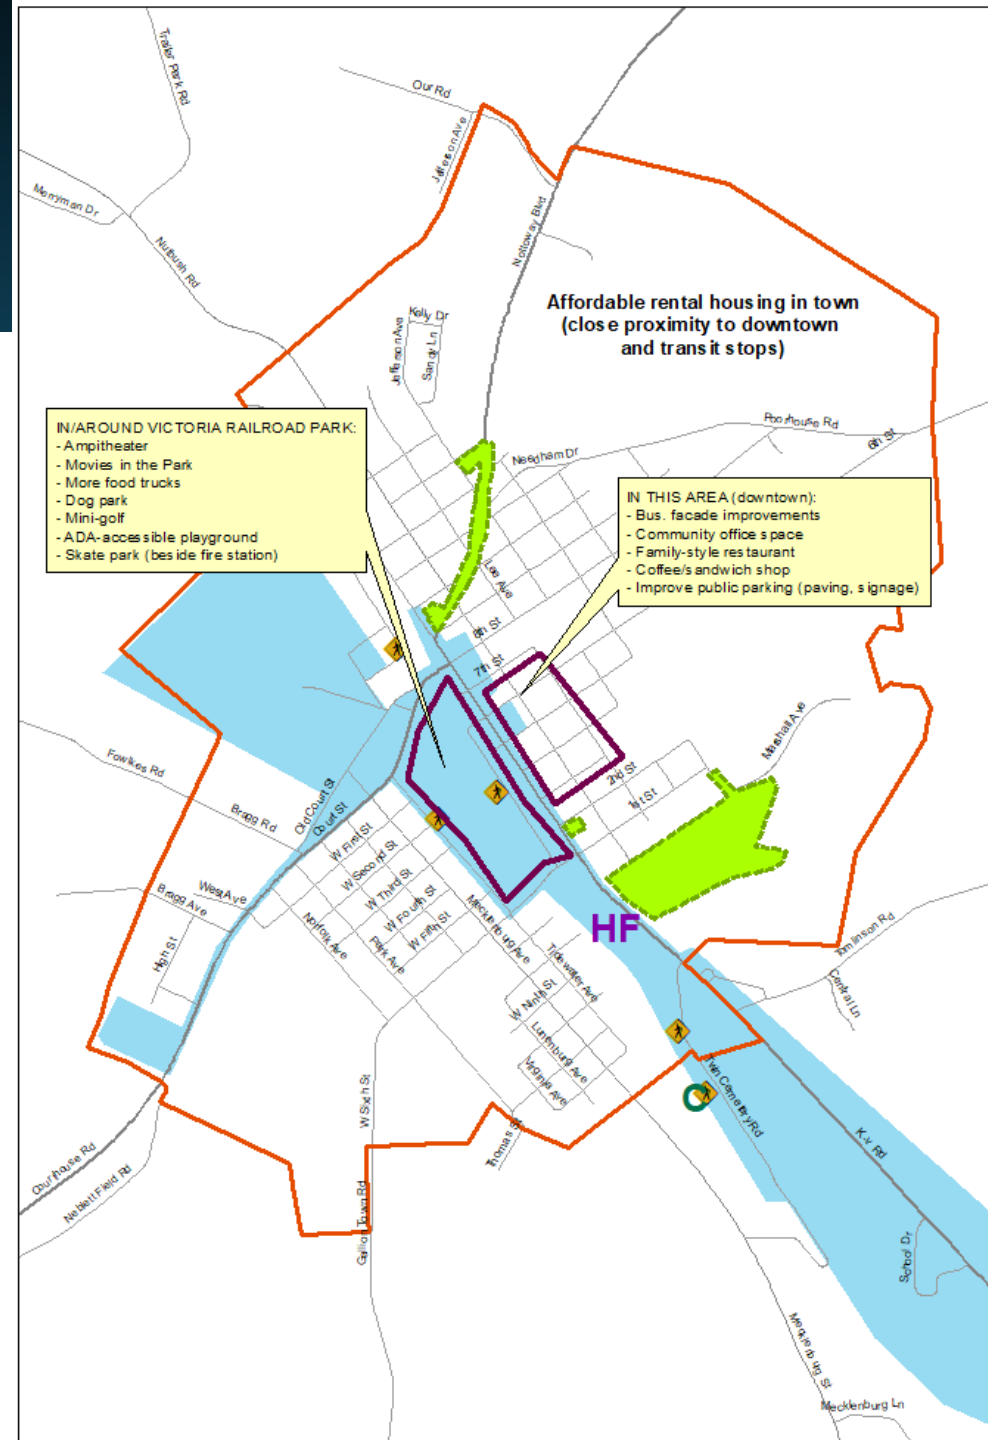 Trailer Park Rd
Our Rd
Jefferson Ave
Merryman Dr
Nottoway Blvd
Nutbush Rd
Affordable rental housing in town
(close proximity to downtown
and transit stops)
Kelly Dr
Jefferson Ave
Sandy Ln
IN/AROUND VICTORIA RAILROAD PARK:
- Ampitheater
- Movies in the Park
- More food trucks
- Dog park
- Mini-golf
- ADA-accessible playground
- Skate park (beside fire station)
Poorhouse Rd
6th St
Needham Dr
IN THIS AREA (downtown):
- Bus. facade improvements
- Community office space
- Family-style restaurant
- Coffee/sandwich shop
- Improve public parking (paving, signage)
Lee Ave
8th St
7th St
Marshall Ave
Fowlkes Rd
2nd St
1st St
Old Court St
Court St
Bragg Rd
W First St
W Second St
W Third St
W Fourth St
W Fifth St
West Ave
Bragg Ave
High St
Norfolk Ave
Park Ave
Mecklenburg Ave
HF
Tidewater Ave
Tomlinson Rd
Central Ln
W Ninth St
Lunenburg Ave
Virginia Ave
W Sixth St
Twin Cemetery Rd
K-V Rd
Thomas St
Courthouse Rd
Neblett Field Rd
Gallion Town Rd
School Dr
Mecklenburg St
Mecklenburg Ln